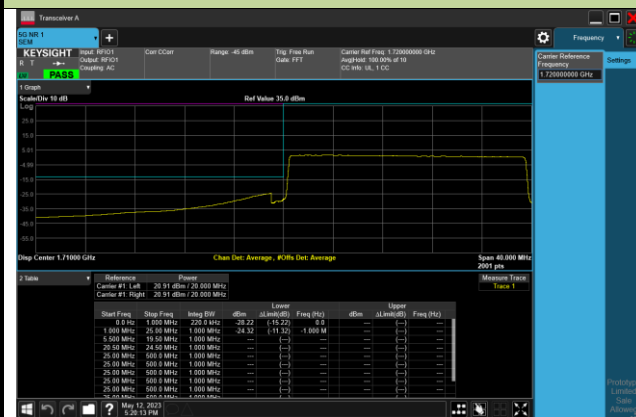 Transceiver A
5G NR 1
SEM
Frequency
KEYSIGHT
R T
PASS
Input: RFIO1
Output: RFIO1
Coupling: AC
Corr CCorr
Range: -45 dBm
Trig: Free Run
Gate: FFT
Carrier Ref Freq: 1.720000000 GHz
Avg|Hold: 100.00% of 10
CC Info: UL, 1 CC
Carrier Reference
Frequency
1.720000000 GHz
Settings
1 Graph
Scale/Div 10 dB
Ref Value 35.0 dBm
Log
25.0
15.0
5.01
-4.99
-15.0
-25.0
-35.0
-45.0
-55.0
Disp Center 1.71000 GHz
Chan Det: Average, #Offs Det: Average
Span 40.000 MHz
2001 pts
2 Table
Reference Power
Carrier #1: Left 20.91 dBm / 20.000 MHz
Carrier #1: Right 20.91 dBm / 20.000 MHz
Measure Trace
Trace 1
Lower Upper
Start Freq Stop Freq Integ BW dBm ΔLimit(dB) Freq (Hz) dBm ΔLimit(dB) Freq (Hz)
0.0 Hz 1.000 MHz 220.0 kHz -28.22 (-15.22) 0.0 --- (---) ---
1.000 MHz 25.00 MHz 1.000 MHz -24.32 (-11.32) -1.000 M --- (---) ---
5.500 MHz 19.50 MHz 1.000 MHz --- (---) --- --- (---) ---
20.50 MHz 24.50 MHz 1.000 MHz --- (---) --- --- (---) ---
25.00 MHz 500.0 MHz 1.000 MHz --- (---) --- --- (---) ---
25.00 MHz 500.0 MHz 1.000 MHz --- (---) --- --- (---) ---
25.00 MHz 500.0 MHz 1.000 MHz --- (---) --- --- (---) ---
25.00 MHz 500.0 MHz 1.000 MHz --- (---) --- --- (---) ---
25.00 MHz 500.0 MHz 1.000 MHz --- (---) --- --- (---) ---
May 12, 2023
5:20:13 PM